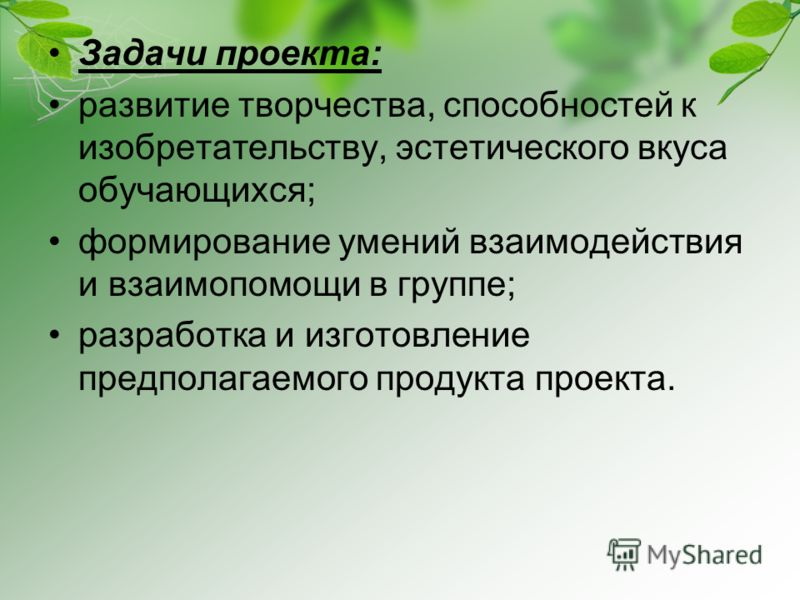 • Задачи проекта:
• развитие творчества, способностей к
изобретательству, эстетического вкуса
обучающихся;
• формирование умений взаимодействия
и взаимопомощи в группе;
• разработка и изготовление
предполагаемого продукта проекта.
MyShared